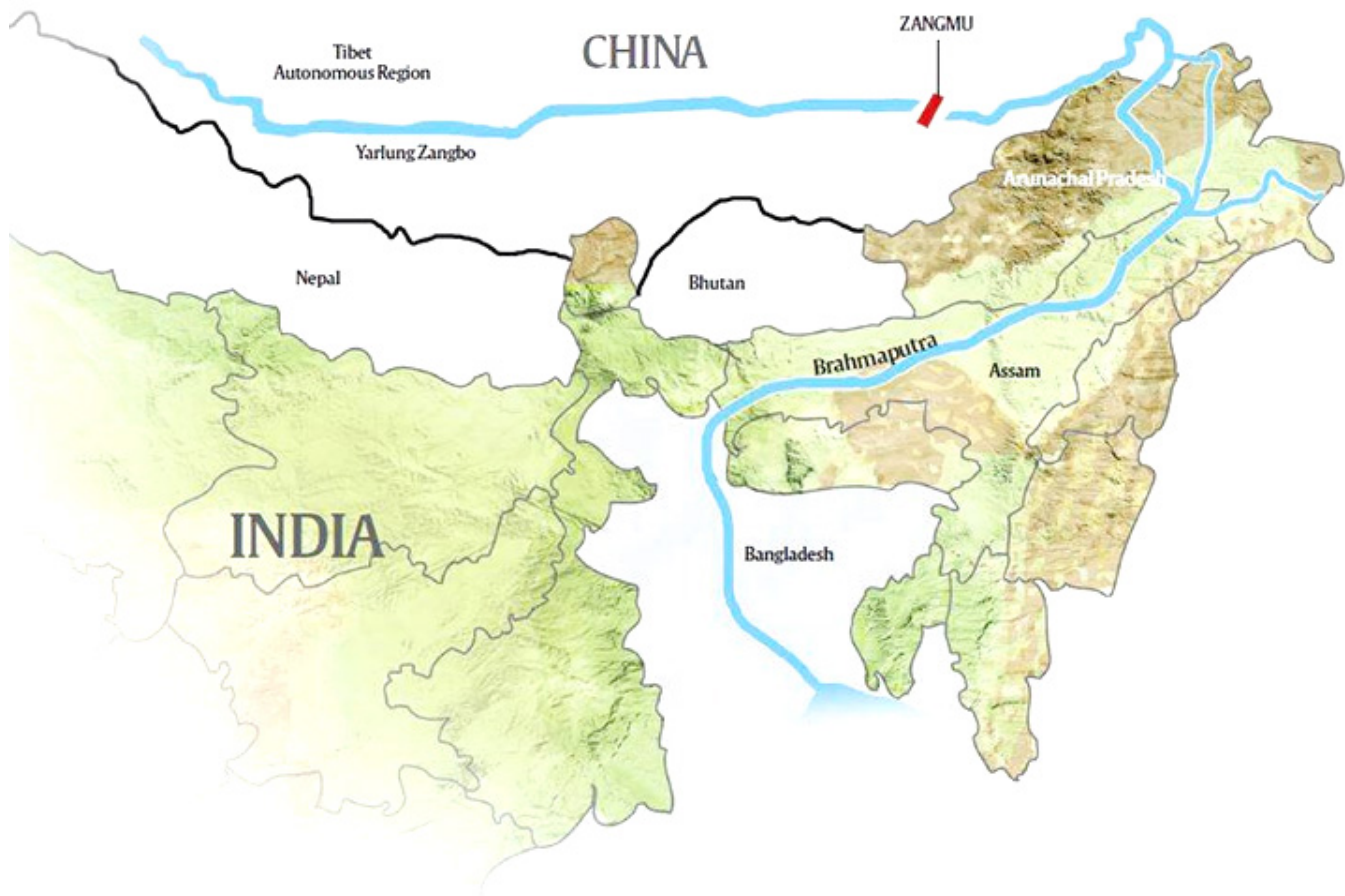 CHINA
ZANGMU
Tibet
Autonomous Region
Yarlung Zangbo
Arunachal Pradesh
Nepal
Bhutan
Brahmaputra
Assam
INDIA
Bangladesh